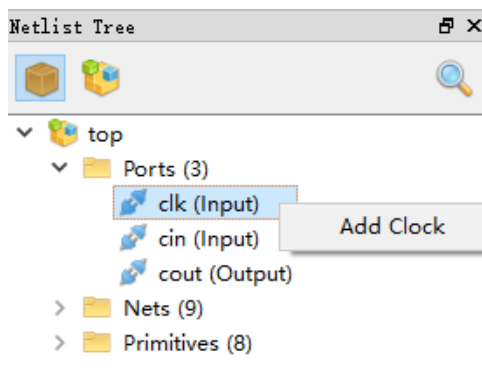 Netlist Tree
top
Ports (3)
clk (Input)
Add Clock
cin (Input)
cout (Output)
Nets (9)
Primitives (8)